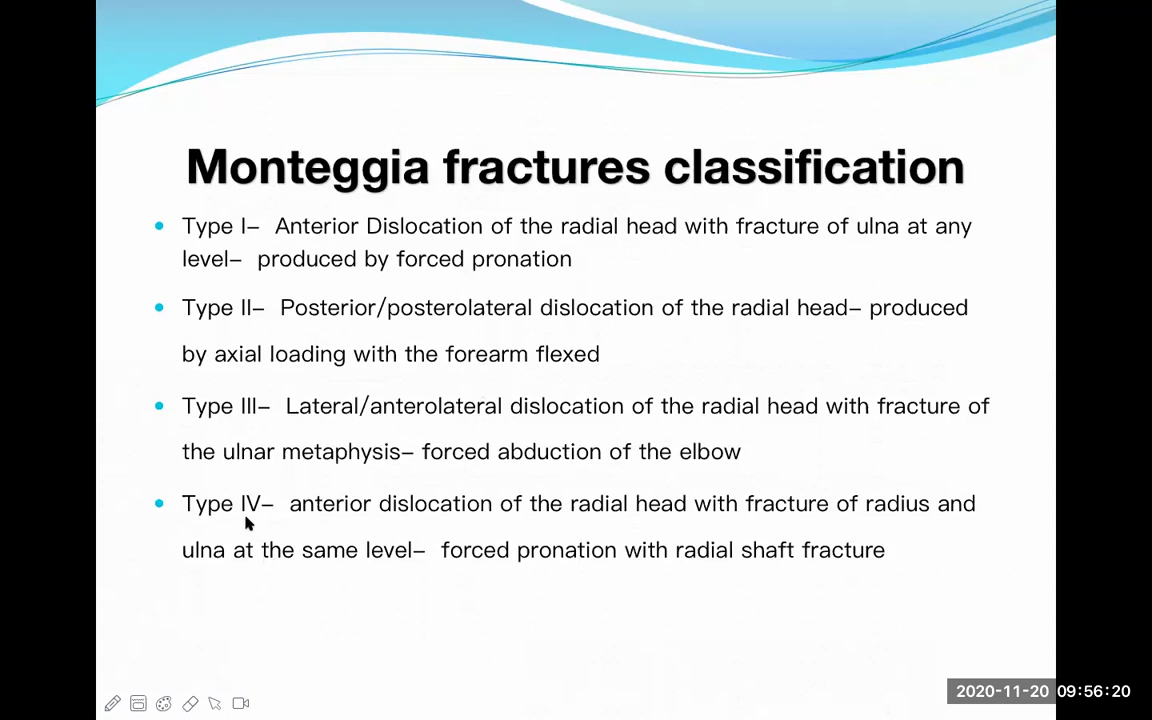 Monteggia fractures classification
• Type I– Anterior Dislocation of the radial head with fracture of ulna at any
level– produced by forced pronation
• Type II– Posterior/posterolateral dislocation of the radial head– produced
by axial loading with the forearm flexed
• Type III– Lateral/anterolateral dislocation of the radial head with fracture of
the ulnar metaphysis– forced abduction of the elbow
• Type IV– anterior dislocation of the radial head with fracture of radius and
ulna at the same level– forced pronation with radial shaft fracture
2020-11-20 09:56:20